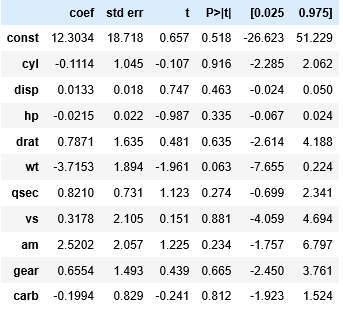 coef std err t P>|t| [0.025 0.975]
const 12.3034 18.718 0.657 0.518 -26.623 51.229
cyl -0.1114 1.045 -0.107 0.916 -2.285 2.062
disp 0.0133 0.018 0.747 0.463 -0.024 0.050
hp -0.0215 0.022 -0.987 0.335 -0.067 0.024
drat 0.7871 1.635 0.481 0.635 -2.614 4.188
wt -3.7153 1.894 -1.961 0.063 -7.655 0.224
qsec 0.8210 0.731 1.123 0.274 -0.699 2.341
vs 0.3178 2.105 0.151 0.881 -4.059 4.694
am 2.5202 2.057 1.225 0.234 -1.757 6.797
gear 0.6554 1.493 0.439 0.665 -2.450 3.761
carb -0.1994 0.829 -0.241 0.812 -1.923 1.524